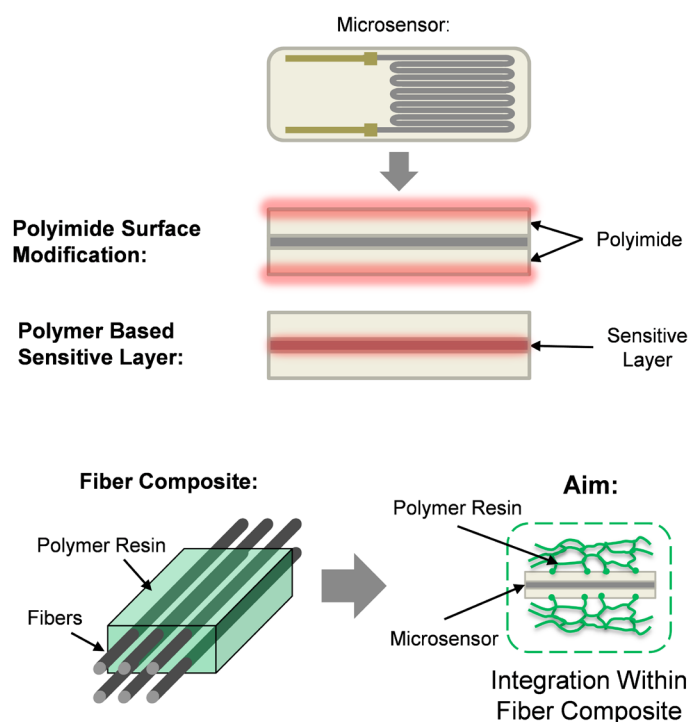 Microsensor:
Polyimide Surface
Modification:
Polyimide
Polymer Based
Sensitive Layer:
Sensitive
Layer
Fiber Composite:
Aim:
Polymer Resin
Polymer Resin
Fibers
Microsensor
Integration Within
Fiber Composite